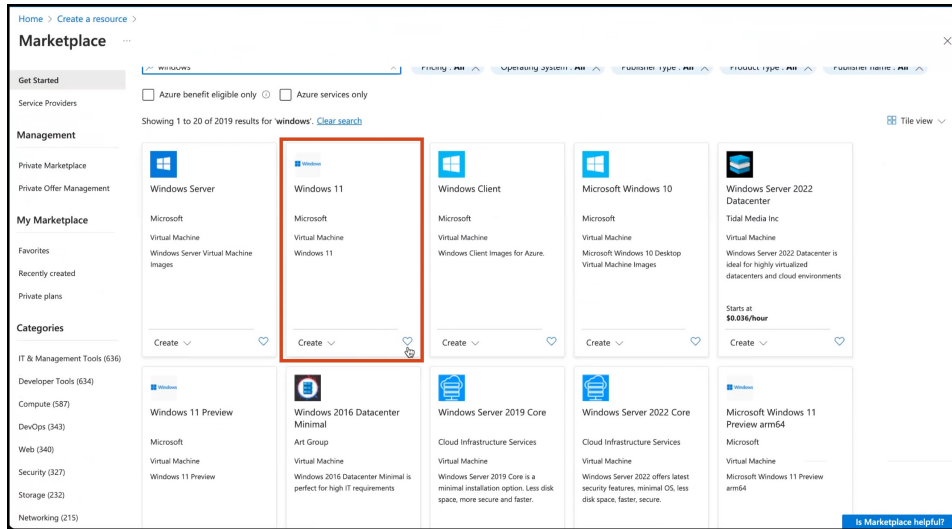 Home > Create a resource >
Marketplace ...
Get Started
Service Providers
Management
Private Marketplace
Private Offer Management
My Marketplace
Favorites
Recently created
Private plans
Categories
IT & Management Tools (636)
Developer Tools (634)
Compute (587)
DevOps (343)
Web (340)
Security (327)
Storage (232)
Networking (215)
windows
Pricing : All
Operating System : All
Publisher Type : All
Product Type : All
Publisher name : All
Azure benefit eligible only
Azure services only
Showing 1 to 20 of 2019 results for 'windows'. Clear search
Tile view
Windows Server
Microsoft
Virtual Machine
Windows Server Virtual Machine
Images
Create
Windows
Windows 11
Microsoft
Virtual Machine
Windows 11
Create
Windows Client
Microsoft
Virtual Machine
Windows Client Images for Azure.
Create
Microsoft Windows 10
Microsoft
Virtual Machine
Microsoft Windows 10 Desktop
Virtual Machine Images
Create
Windows Server 2022
Datacenter
Tidal Media Inc
Virtual Machine
Windows Server 2022 Datacenter is
ideal for highly virtualized
datacenters and cloud environments
Starts at
$0.036/hour
Create
Windows
Windows 11 Preview
Microsoft
Virtual Machine
Windows 11 Preview
Windows 2016 Datacenter
Minimal
Art Group
Virtual Machine
Windows 2016 Datacenter Minimal is
perfect for high IT requirements
Windows Server 2019 Core
Cloud Infrastructure Services
Virtual Machine
Windows Server 2019 Core is a
minimal installation option. Less disk
space, more secure and faster.
Windows Server 2022 Core
Cloud Infrastructure Services
Virtual Machine
Windows Server 2022 offers latest
security features, minimal OS, less
disk space, faster, secure.
Windows
Microsoft Windows 11
Preview arm64
Microsoft
Virtual Machine
Microsoft Windows 11 Preview
arm64
Is Marketplace helpful?